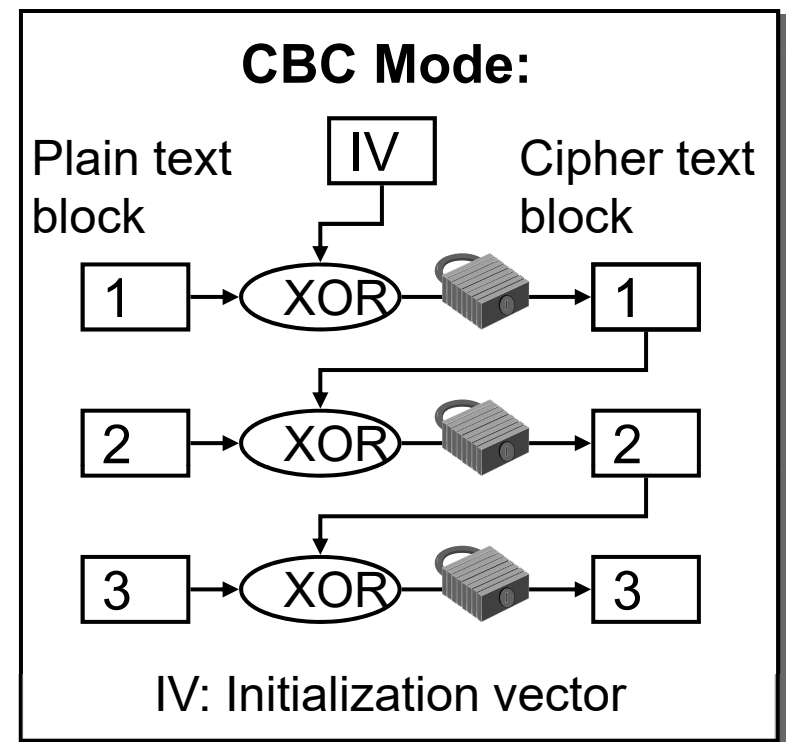 CBC Mode:
IV
Plain text
block
Cipher text
block
1
XOR
1
2
XOR
2
3
XOR
3
IV: Initialization vector